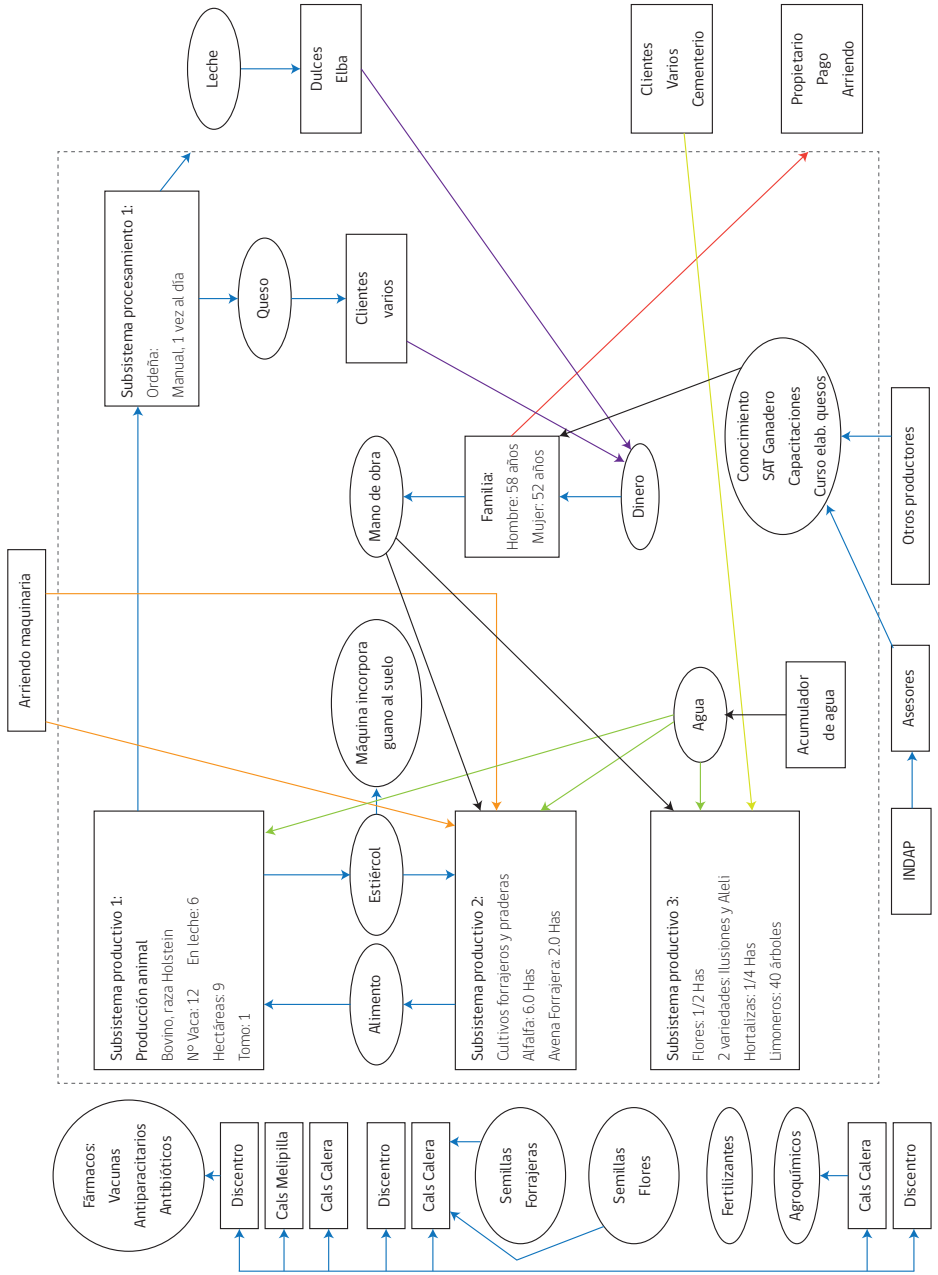 Fármacos:
Vacunas
Antiparacitarios
Antibióticos
Discentro
Cals Melipilla
Cals Calera
Discentro
Cals Calera
Semillas
Forrajeras
Semillas
Flores
Fertilizantes
Agroquímicos
Cals Calera
Discentro
Subsistema productivo 1:
Producción animal
Bovino, raza Holstein
Nº Vaca: 12 En leche: 6
Hectáreas: 9
Tomo: 1
Alimento
Estiércol
Máquina incorpora
guano al suelo
Subsistema productivo 2:
Cultivos forrajeros y praderas
Alfalfa: 6.0 Has
Avena Forrajera: 2.0 Has
Subsistema productivo 3:
Flores: 1/2 Has
2 variedades: Ilusiones y Aleli
Hortalizas: 1/4 Has
Limoneros: 40 árboles
Agua
Acumulador
de agua
Arriendo maquinaria
Mano de obra
Familia:
Hombre: 58 años
Mujer: 52 años
Dinero
Conocimiento
SAT Ganadero
Capacitaciones
Curso elab. quesos
INDAP
Asesores
Otros productores
Subsistema procesamiento 1:
Ordeña:
Manual, 1 vez al día
Queso
Clientes
varios
Leche
Dulces
Elba
Clientes
Varios
Cementerio
Propietario
Pago
Arriendo